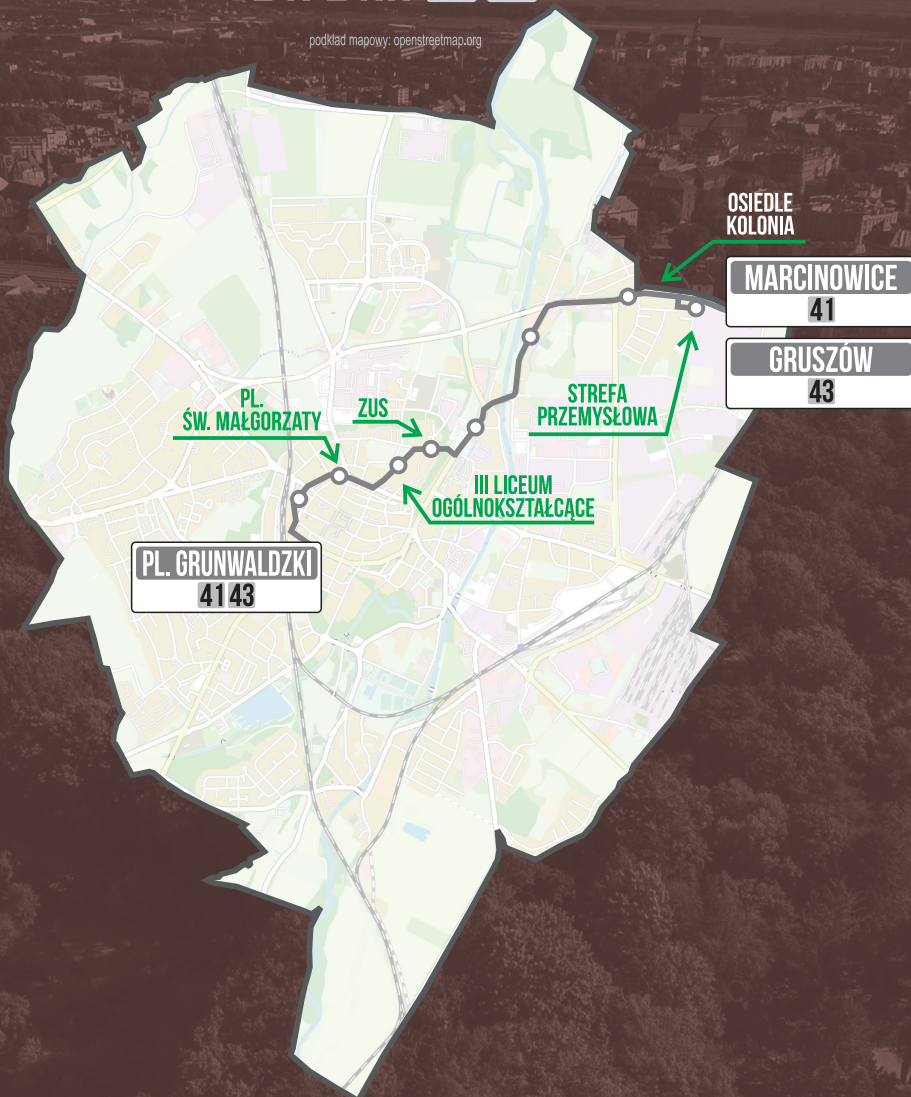 podkład mapowy: openstreetmap.org
OSIEDLE
KOLONIA
MARCINOWICE
41
GRUSZÓW
43
STREFA
PRZEMYSŁOWA
PL.
ŚW. MAŁGORZATY
ZUS
III LICEUM
OGÓLNOKSZTAŁCĄCE
PL. GRUNWALDZKI
41 43